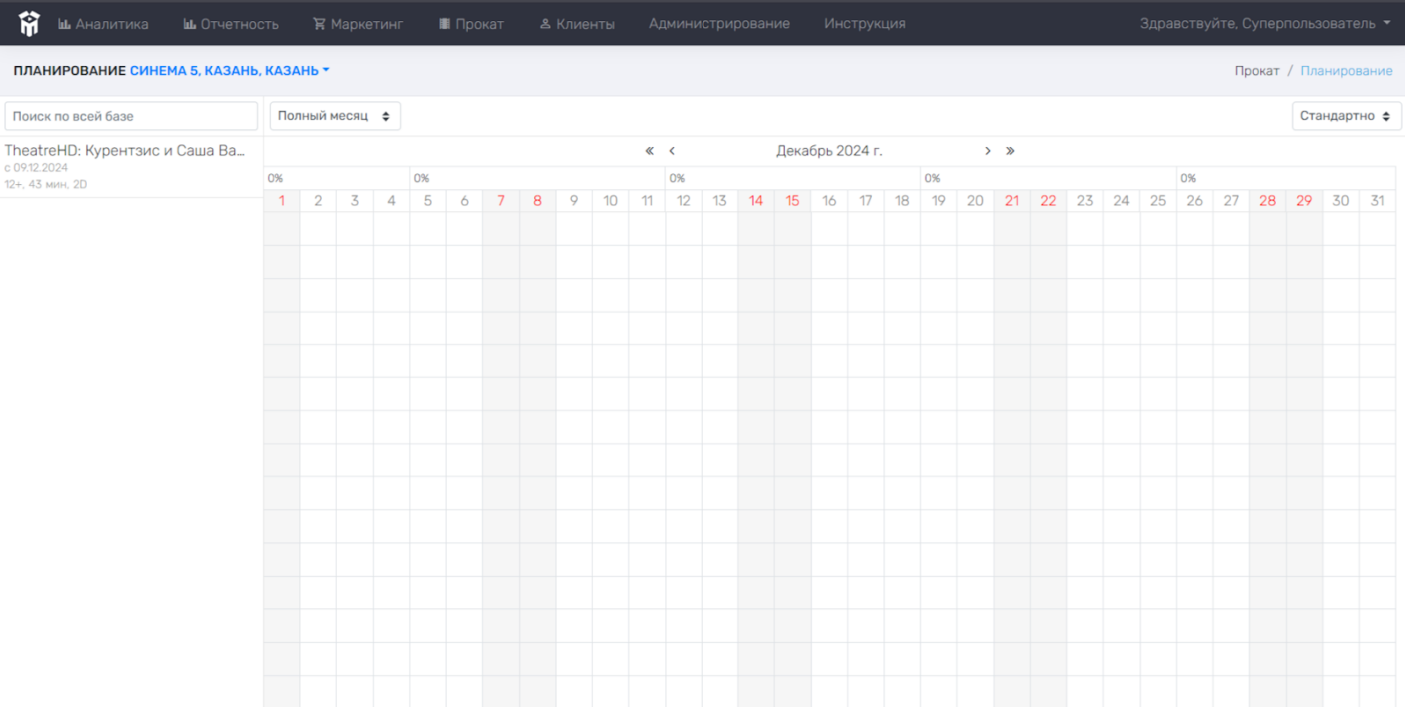 Аналитика Отчетность Маркетинг Прокат Клиенты Администрирование Инструкция Здравствуйте, Суперпользователь
ПЛАНИРОВАНИЕ СИНЕМА 5, КАЗАНЬ, КАЗАНЬ Прокат / Планирование
Поиск по всей базе Полный месяц Стандартно
TheatreHD: Курентзис и Саша Ва... « ‹ Декабрь 2024 г. › »
с 09.12.2024
12+, 43 мин, 2D
0% 0% 0% 0% 0%
1 2 3 4 5 6 7 8 9 10 11 12 13 14 15 16 17 18 19 20 21 22 23 24 25 26 27 28 29 30 31